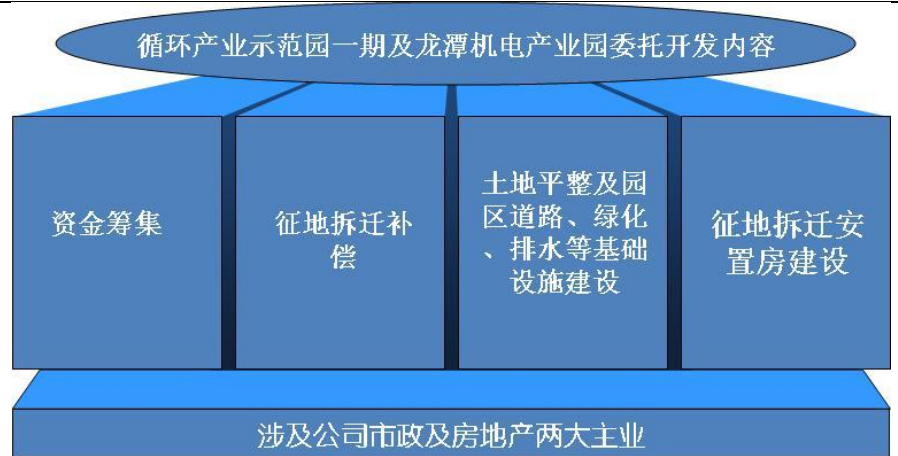 循环产业示范园一期及龙潭机电产业园委托开发内容
资金筹集
征地拆迁补
偿
土地平整及园
区道路、绿化
、排水等基础
设施建设
征地拆迁安
置房建设
涉及公司市政及房地产两大主业